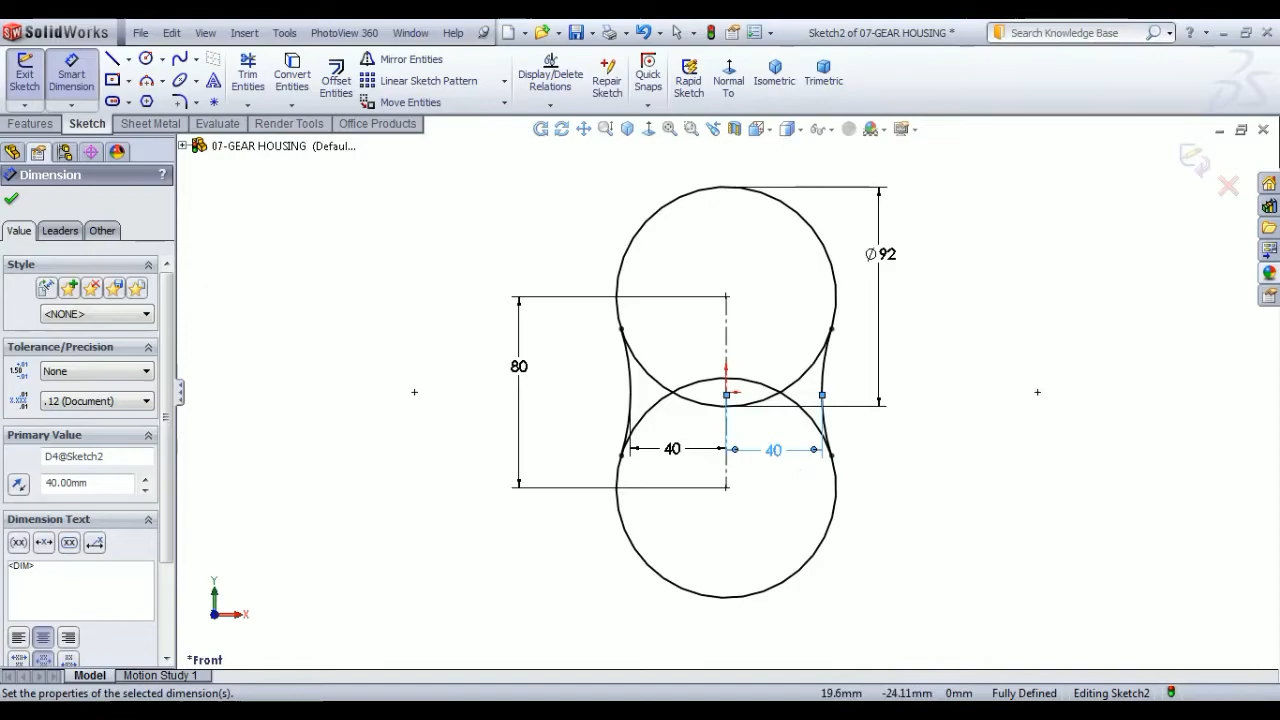 SW SolidWorks File Edit View Insert Tools PhotoView 360 Window Help Sketch2 of 07-GEAR HOUSING * Search Knowledge Base
Exit Sketch
Smart Dimension
Trim Entities
Convert Entities
Offset Entities
Mirror Entities
Linear Sketch Pattern
Move Entities
Display/Delete Relations
Repair Sketch
Quick Snaps
Rapid Sketch
Normal To
Isometric
Trimetric
Features Sketch Sheet Metal Evaluate Render Tools Office Products
07-GEAR HOUSING (Defaul...
Dimension ?
Value Leaders Other
Style
<NONE>
Tolerance/Precision
None
.12 (Document)
Primary Value
D4@Sketch2
40.00mm
Dimension Text
(xx)
<DIM>
Ø92
80
40
40
Y
X
*Front
Model Motion Study 1
Set the properties of the selected dimension(s). 19.6mm -24.11mm 0mm Fully Defined Editing Sketch2